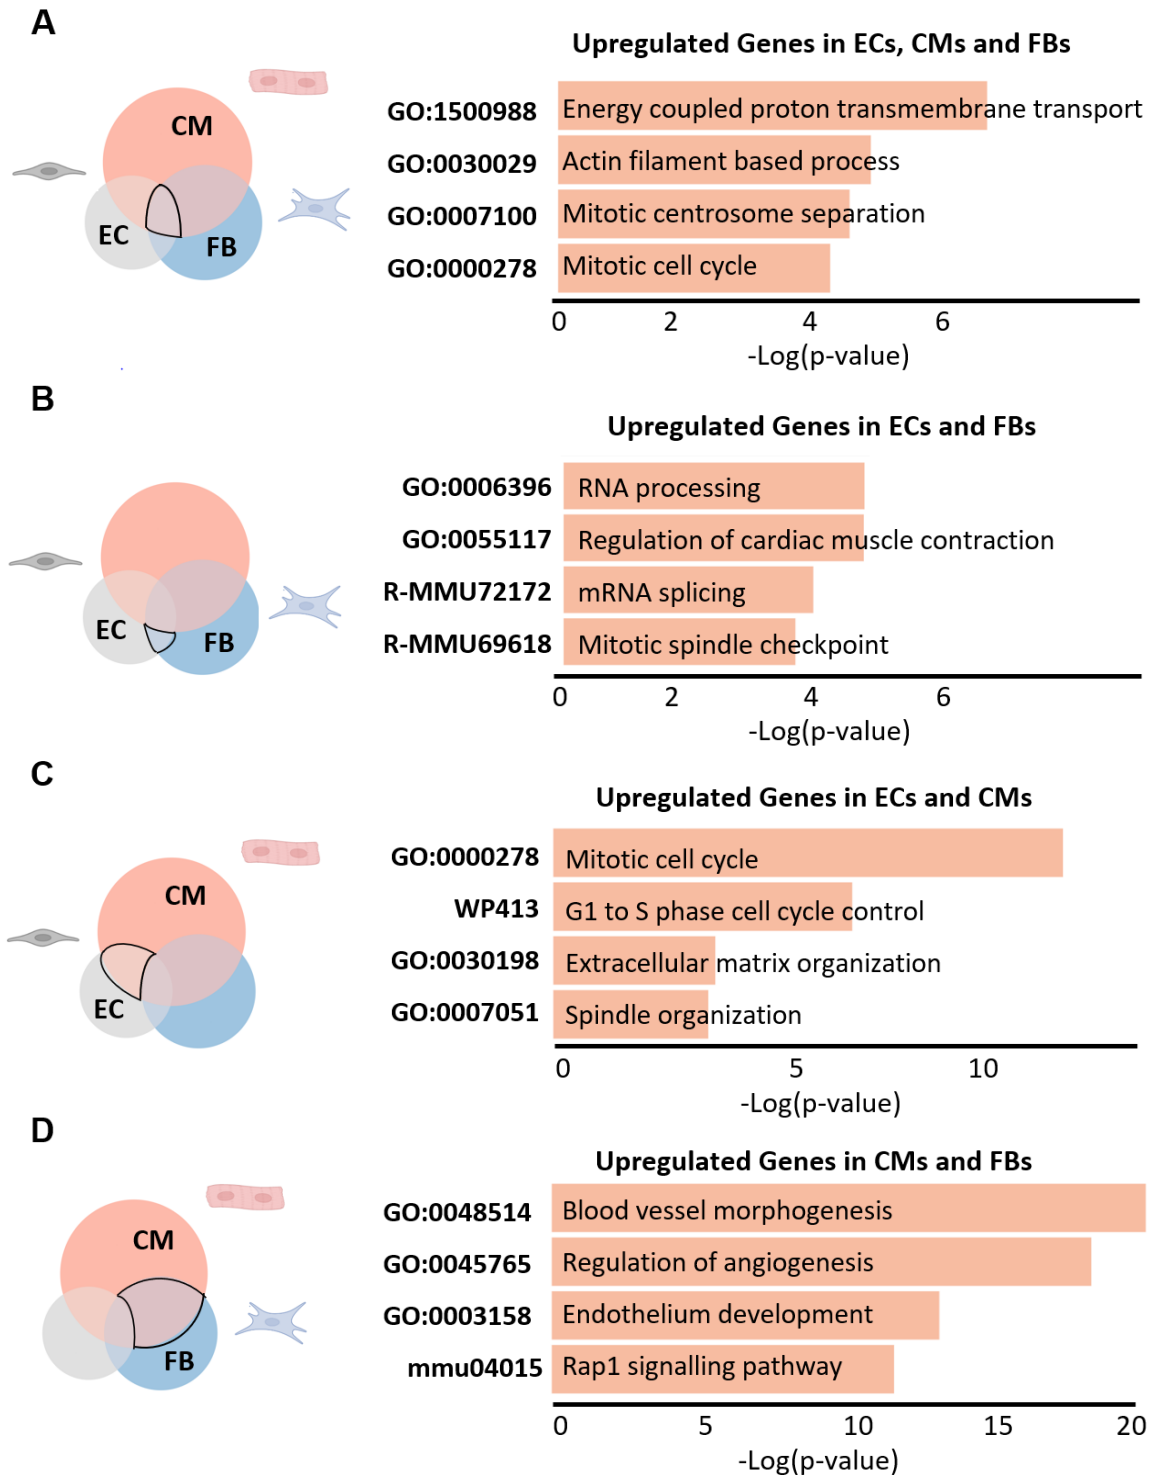 A
Upregulated Genes in ECs, CMs and FBs
CM
EC
FB
GO:1500988 Energy coupled proton transmembrane transport
GO:0030029 Actin filament based process
GO:0007100 Mitotic centrosome separation
GO:0000278 Mitotic cell cycle
0 2 4 6
-Log(p-value)
B
Upregulated Genes in ECs and FBs
EC
FB
GO:0006396 RNA processing
GO:0055117 Regulation of cardiac muscle contraction
R-MMU72172 mRNA splicing
R-MMU69618 Mitotic spindle checkpoint
0 2 4 6
-Log(p-value)
C
Upregulated Genes in ECs and CMs
CM
EC
GO:0000278 Mitotic cell cycle
WP413 G1 to S phase cell cycle control
GO:0030198 Extracellular matrix organization
GO:0007051 Spindle organization
0 5 10
-Log(p-value)
D
Upregulated Genes in CMs and FBs
CM
FB
GO:0048514 Blood vessel morphogenesis
GO:0045765 Regulation of angiogenesis
GO:0003158 Endothelium development
mmu04015 Rap1 signalling pathway
0 5 10 15 20
-Log(p-value)